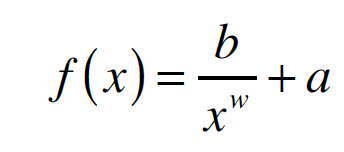 f(x) = b/x^w + a